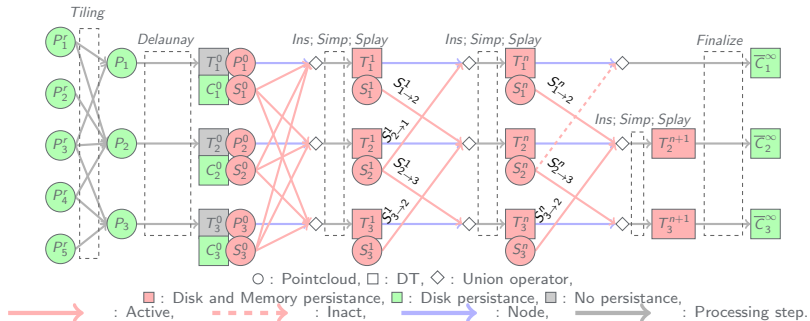 Tiling
Delaunay
Ins; Simp; Splay
Ins; Simp; Splay
Finalize
P_1^r P_1 T_1^0 P_1^0 T_1^1 T_1^n \overline{C}_1^∞
C_1^0 S_1^0 S_1^1 S_{1→2}^1 S_1^n S_{1→2}^n
P_2^r
Ins; Simp; Splay
S_{2→1}^1
P_3^r P_2 T_2^0 P_2^0 T_2^1 T_2^n T_2^{n+1} \overline{C}_2^∞
C_2^0 S_2^0 S_2^1 S_{2→3}^1 S_2^n S_{2→3}^n
P_4^r
S_{3→2}^1 S_{3→2}^n
P_3 T_3^0 P_3^0 T_3^1 T_3^n T_3^{n+1} \overline{C}_3^∞
P_5^r C_3^0 S_3^0 S_3^1 S_3^n
: Pointcloud, : DT, : Union operator,
: Disk and Memory persistance, : Disk persistance, : No persistance,
: Active, : Inact, : Node, : Processing step.